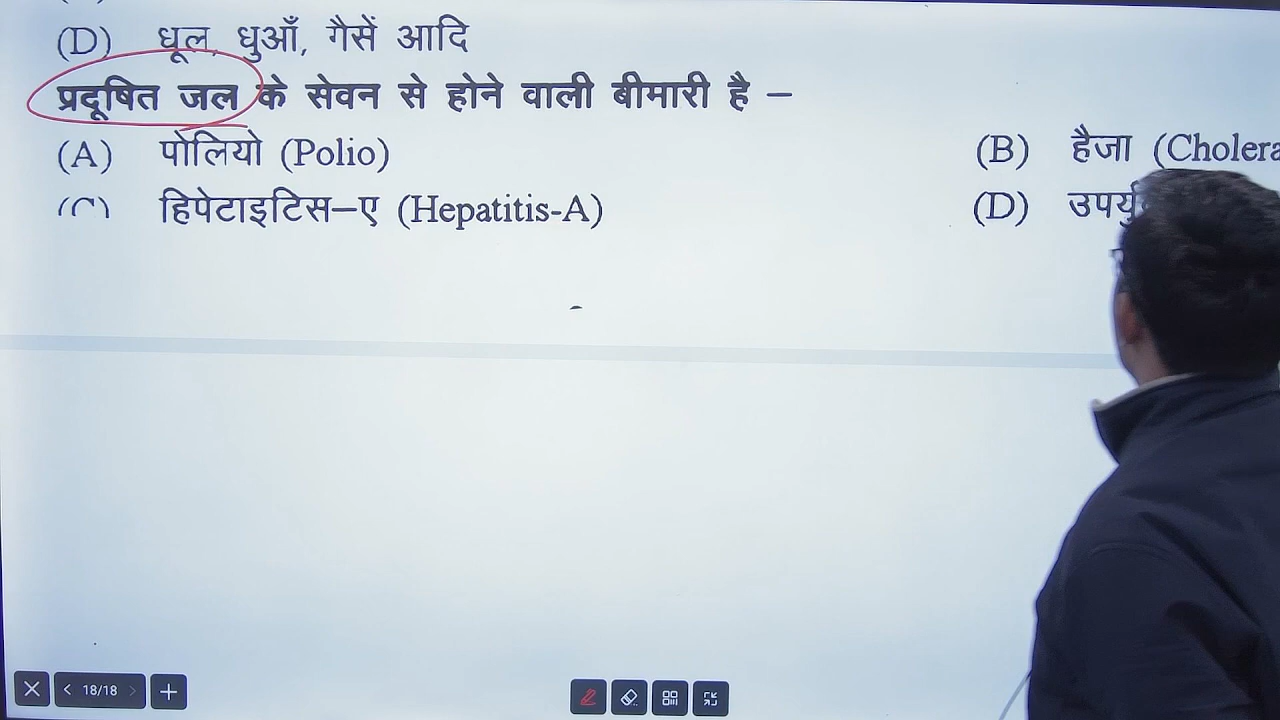 (D) धूल, धुआँ, गैसें आदि
प्रदूषित जल के सेवन से होने वाली बीमारी है –
(A) पोलियो (Polio)
(B) हैजा (Cholera
(C) हिपेटाइटिस–ए (Hepatitis-A)
(D)
18/18